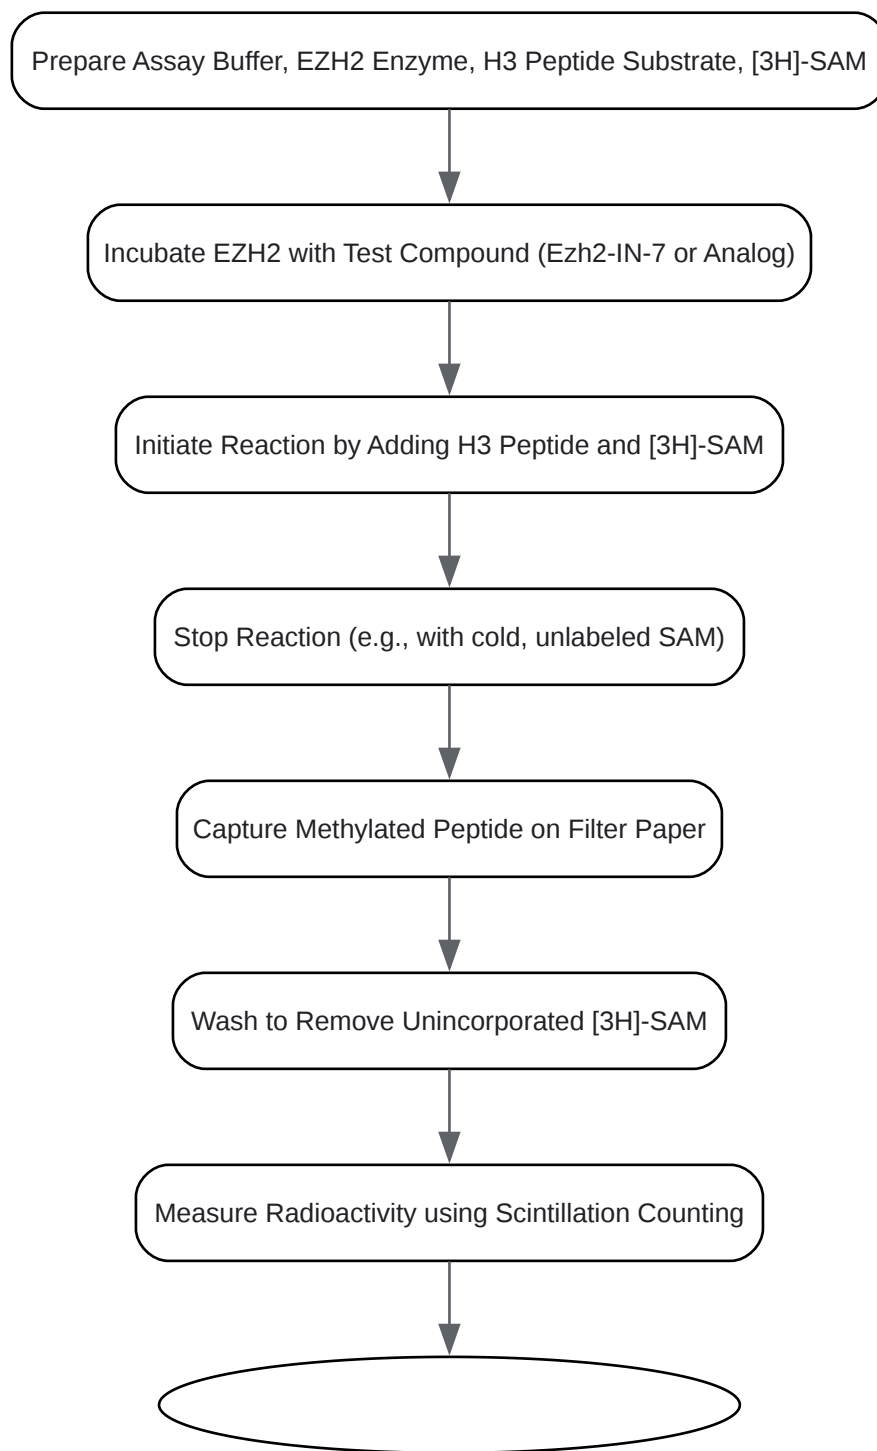 Prepare Assay Buffer, EZH2 Enzyme, H3 Peptide Substrate, [3H]-SAM
Incubate EZH2 with Test Compound (Ezh2-IN-7 or Analog)
Initiate Reaction by Adding H3 Peptide and [3H]-SAM
Stop Reaction (e.g., with cold, unlabeled SAM)
Capture Methylated Peptide on Filter Paper
Wash to Remove Unincorporated [3H]-SAM
Measure Radioactivity using Scintillation Counting